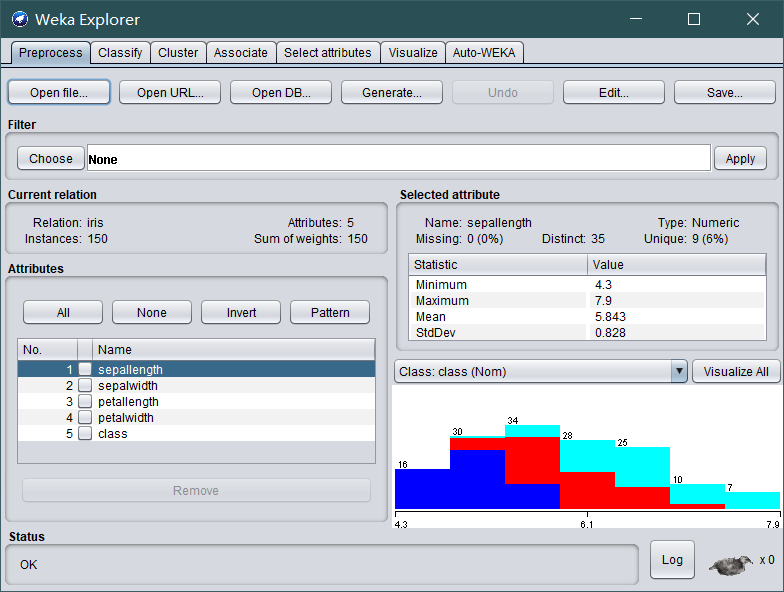 Weka Explorer
Preprocess Classify Cluster Associate Select attributes Visualize Auto-WEKA
Open file... Open URL... Open DB... Generate... Undo Edit... Save...
Filter
Choose None Apply
Current relation
Relation: iris Attributes: 5
Instances: 150 Sum of weights: 150
Attributes
All None Invert Pattern
No. Name
1 sepallength
2 sepalwidth
3 petallength
4 petalwidth
5 class
Remove
Selected attribute
Name: sepallength Type: Numeric
Missing: 0 (0%) Distinct: 35 Unique: 9 (6%)
Statistic Value
Minimum 4.3
Maximum 7.9
Mean 5.843
StdDev 0.828
Class: class (Nom) Visualize All
16 30 34 28 25 10 7
4.3 6.1 7.9
Status
OK
Log x 0